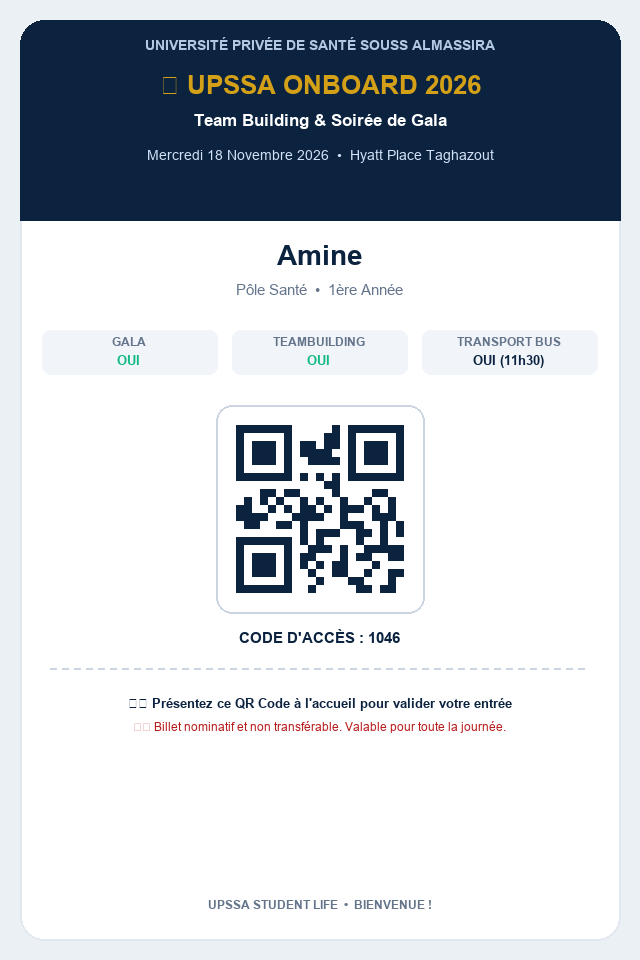 UNIVERSITÉ PRIVÉE DE SANTÉ SOUSS ALMASSIRA
UPSSA ONBOARD 2026
Team Building & Soirée de Gala
Mercredi 18 Novembre 2026 • Hyatt Place Taghazout
Amine
Pôle Santé • 1ère Année
GALA
OUI
TEAMBUILDING
OUI
TRANSPORT BUS
OUI (11h30)
CODE D'ACCÈS : 1046
Présentez ce QR Code à l'accueil pour valider votre entrée
Billet nominatif et non transférable. Valable pour toute la journée.
UPSSA STUDENT LIFE • BIENVENUE !